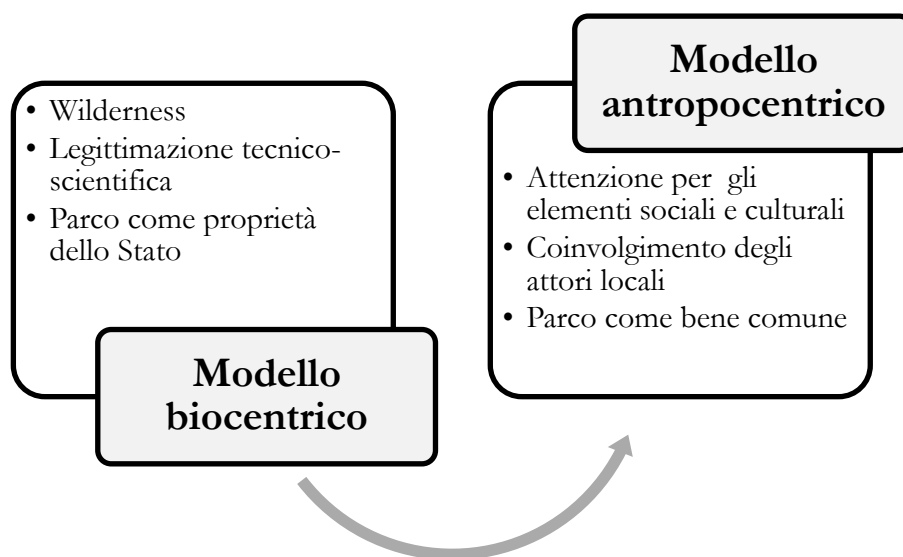 • Wilderness
• Legittimazione tecnico-
scientifica
• Parco come proprietà
dello Stato
Modello
biocentrico
Modello
antropocentrico
• Attenzione per gli
elementi sociali e culturali
• Coinvolgimento degli
attori locali
• Parco come bene comune